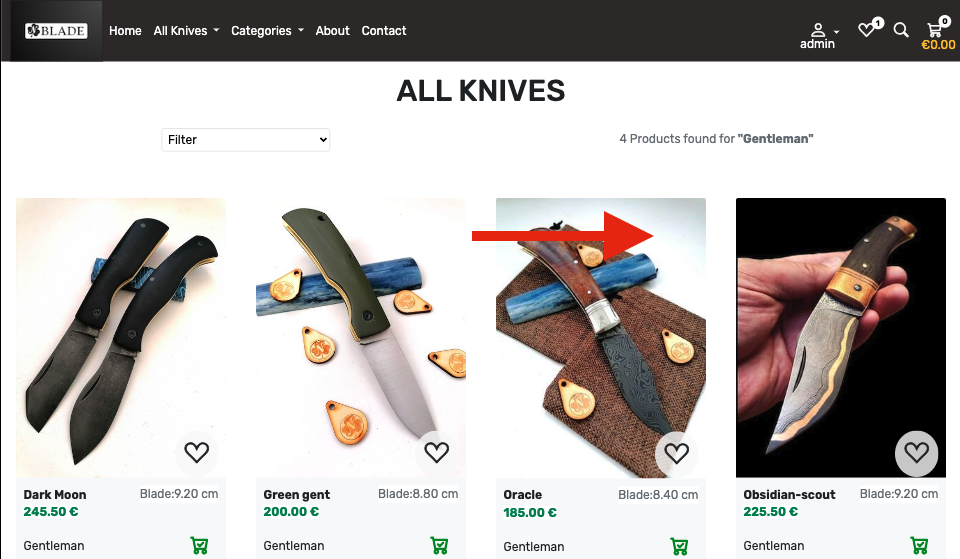 BLADE
Home All Knives Categories About Contact
1
0
admin
€0.00
ALL KNIVES
Filter
4 Products found for "Gentleman"
Dark Moon Blade:9.20 cm
245.50 €
Gentleman
Green gent Blade:8.80 cm
200.00 €
Gentleman
Oracle Blade:8.40 cm
185.00 €
Gentleman
Obsidian-scout Blade:9.20 cm
225.50 €
Gentleman